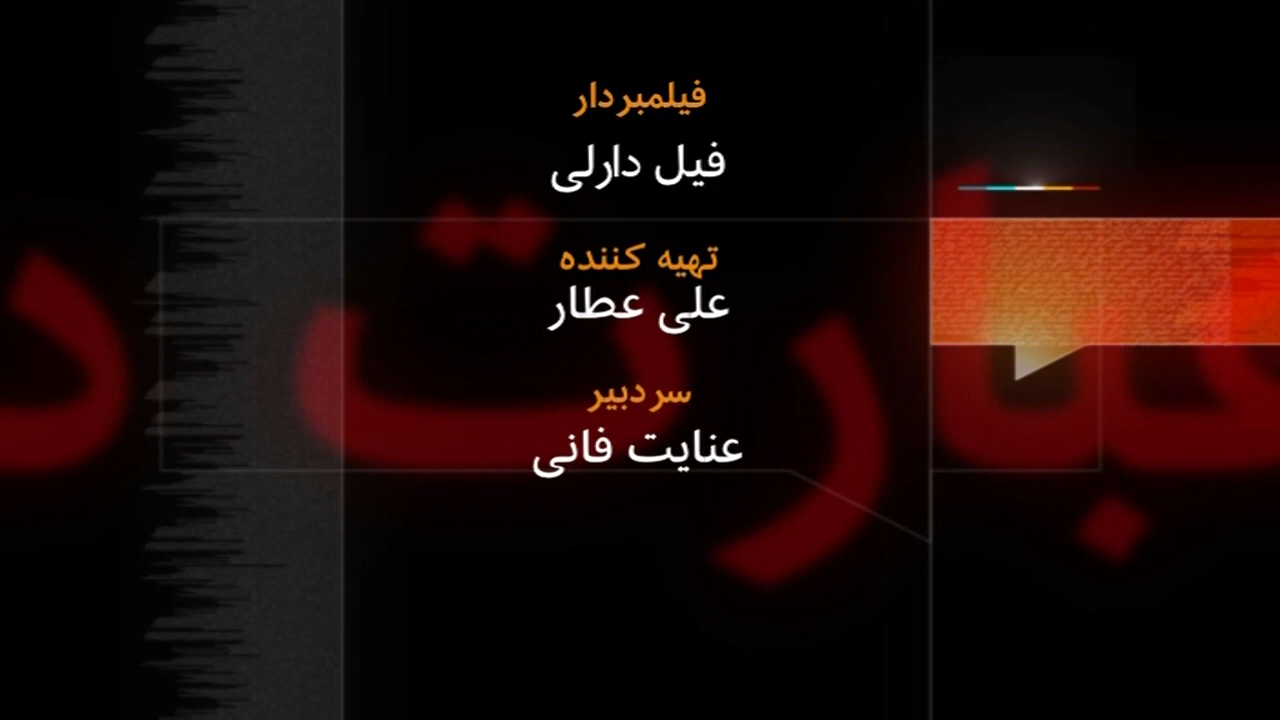 فیلمبردار
فیل دارلی
تهیه کننده
علی عطار
سردبیر
عنایت فانی